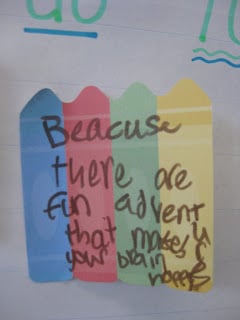 Beacuse
there are
fun advent
that makes
your brain